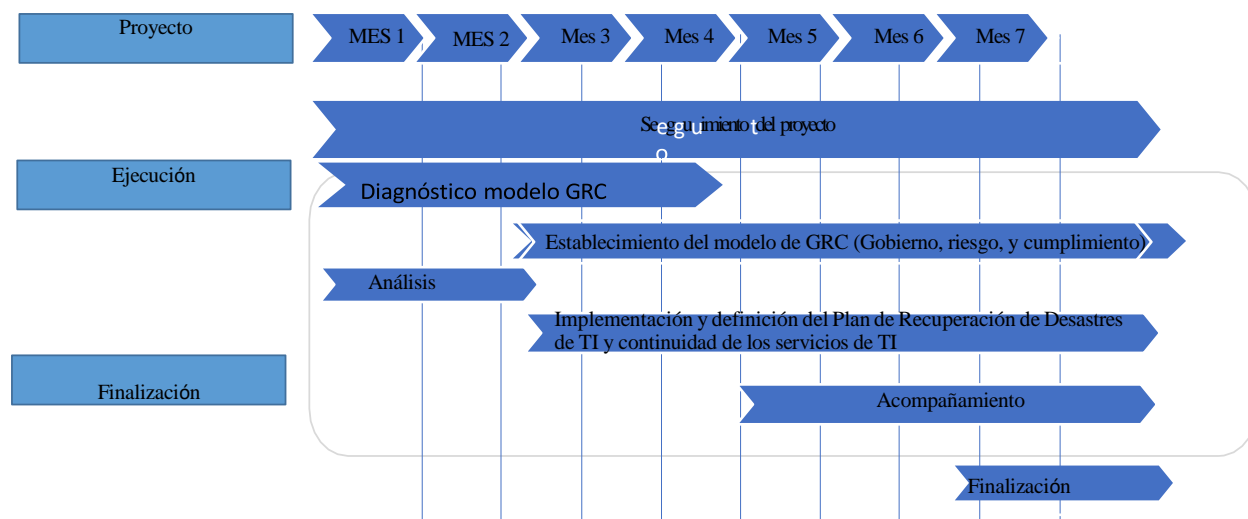 Proyecto
MES 1
MES 2
Mes 3
Mes 4
Mes 5
Mes 6
Mes 7
Seguimiento del proyecto
Ejecución
Diagnóstico modelo GRC
Establecimiento del modelo de GRC (Gobierno, riesgo, y cumplimiento)
Análisis
Implementación y definición del Plan de Recuperación de Desastres
de TI y continuidad de los servicios de TI
Finalización
Acompañamiento
Finalización